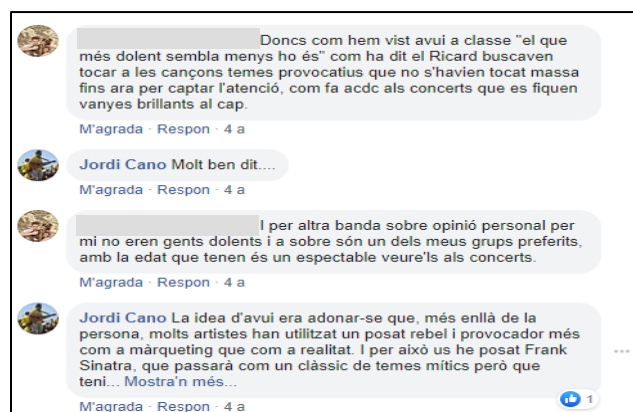 Doncs com hem vist avui a classe "el que
més dolent sembla menys ho és" com ha dit el Ricard buscaven
tocar a les cançons temes provocatius que no s'havien tocat massa
fins ara per captar l'atenció, com fa acdc als concerts que es fiquen
vanyes brillants al cap.
M'agrada · Respon · 4 a
Jordi Cano Molt ben dit....
M'agrada · Respon · 4 a
I per altra banda sobre opinió personal per
mi no eren gents dolents i a sobre són un dels meus grups preferits,
amb la edat que tenen és un espectable veure'ls als concerts.
M'agrada · Respon · 4 a
Jordi Cano La idea d'avui era adonar-se que, més enllà de la
persona, molts artistes han utilitzat un posat rebel i provocador més
com a màrqueting que com a realitat. I per això us he posat Frank
Sinatra, que passarà com un clàssic de temes mítics però que
teni... Mostra'n més...
1
M'agrada · Respon · 4 a